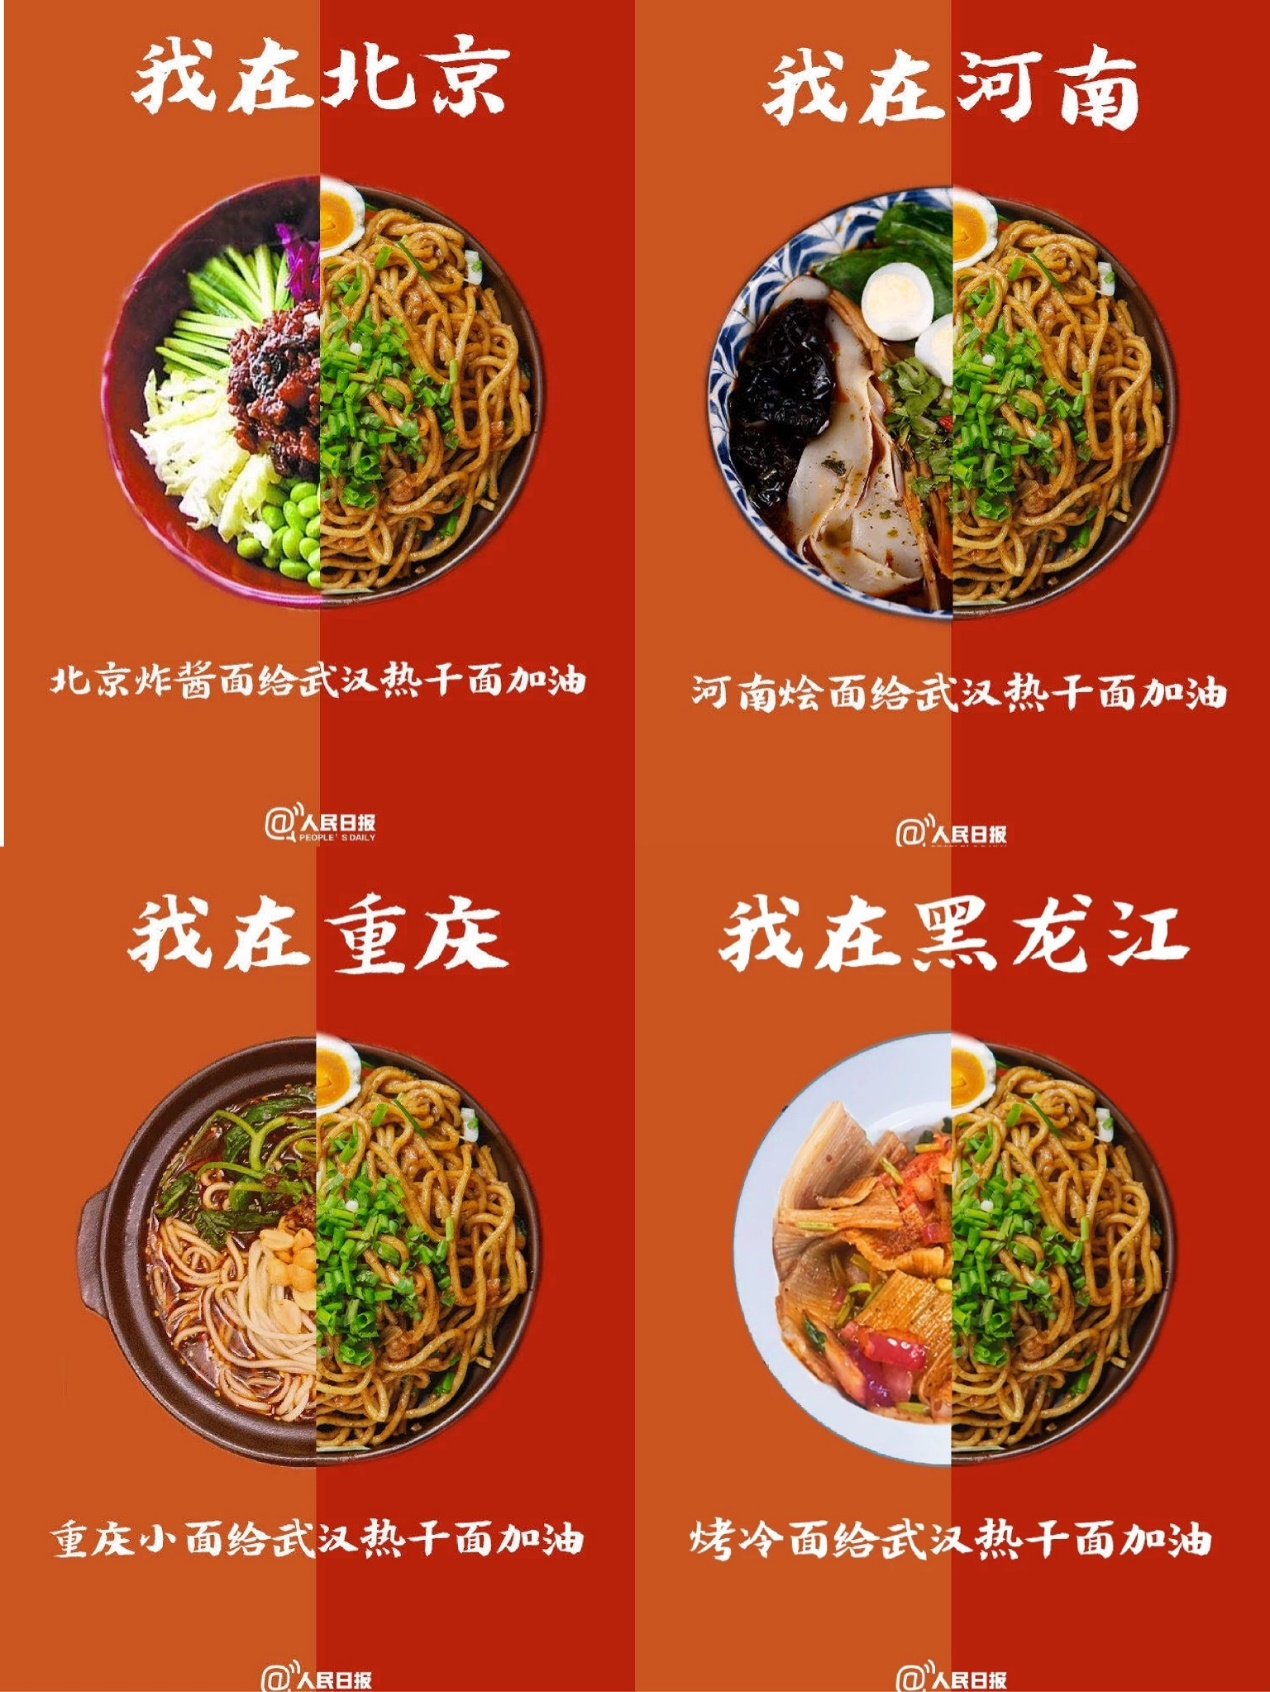 我在北京
北京炸酱面给武汉热干面加油
@人民日报
PEOPLE'S DAILY
我在河南
河南烩面给武汉热干面加油
@人民日报
我在重庆
重庆小面给武汉热干面加油
@人民日报
我在黑龙江
烤冷面给武汉热干面加油
@人民日报